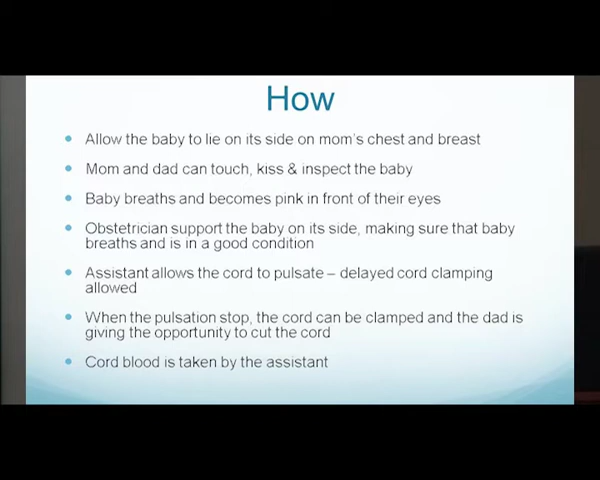 How
Allow the baby to lie on its side on mom's chest and breast
Mom and dad can touch, kiss & inspect the baby
Baby breaths and becomes pink in front of their eyes
Obstetrician support the baby on its side, making sure that baby
breaths and is in a good condition
Assistant allows the cord to pulsate – delayed cord clamping
allowed
When the pulsation stop, the cord can be clamped and the dad is
giving the opportunity to cut the cord
Cord blood is taken by the assistant